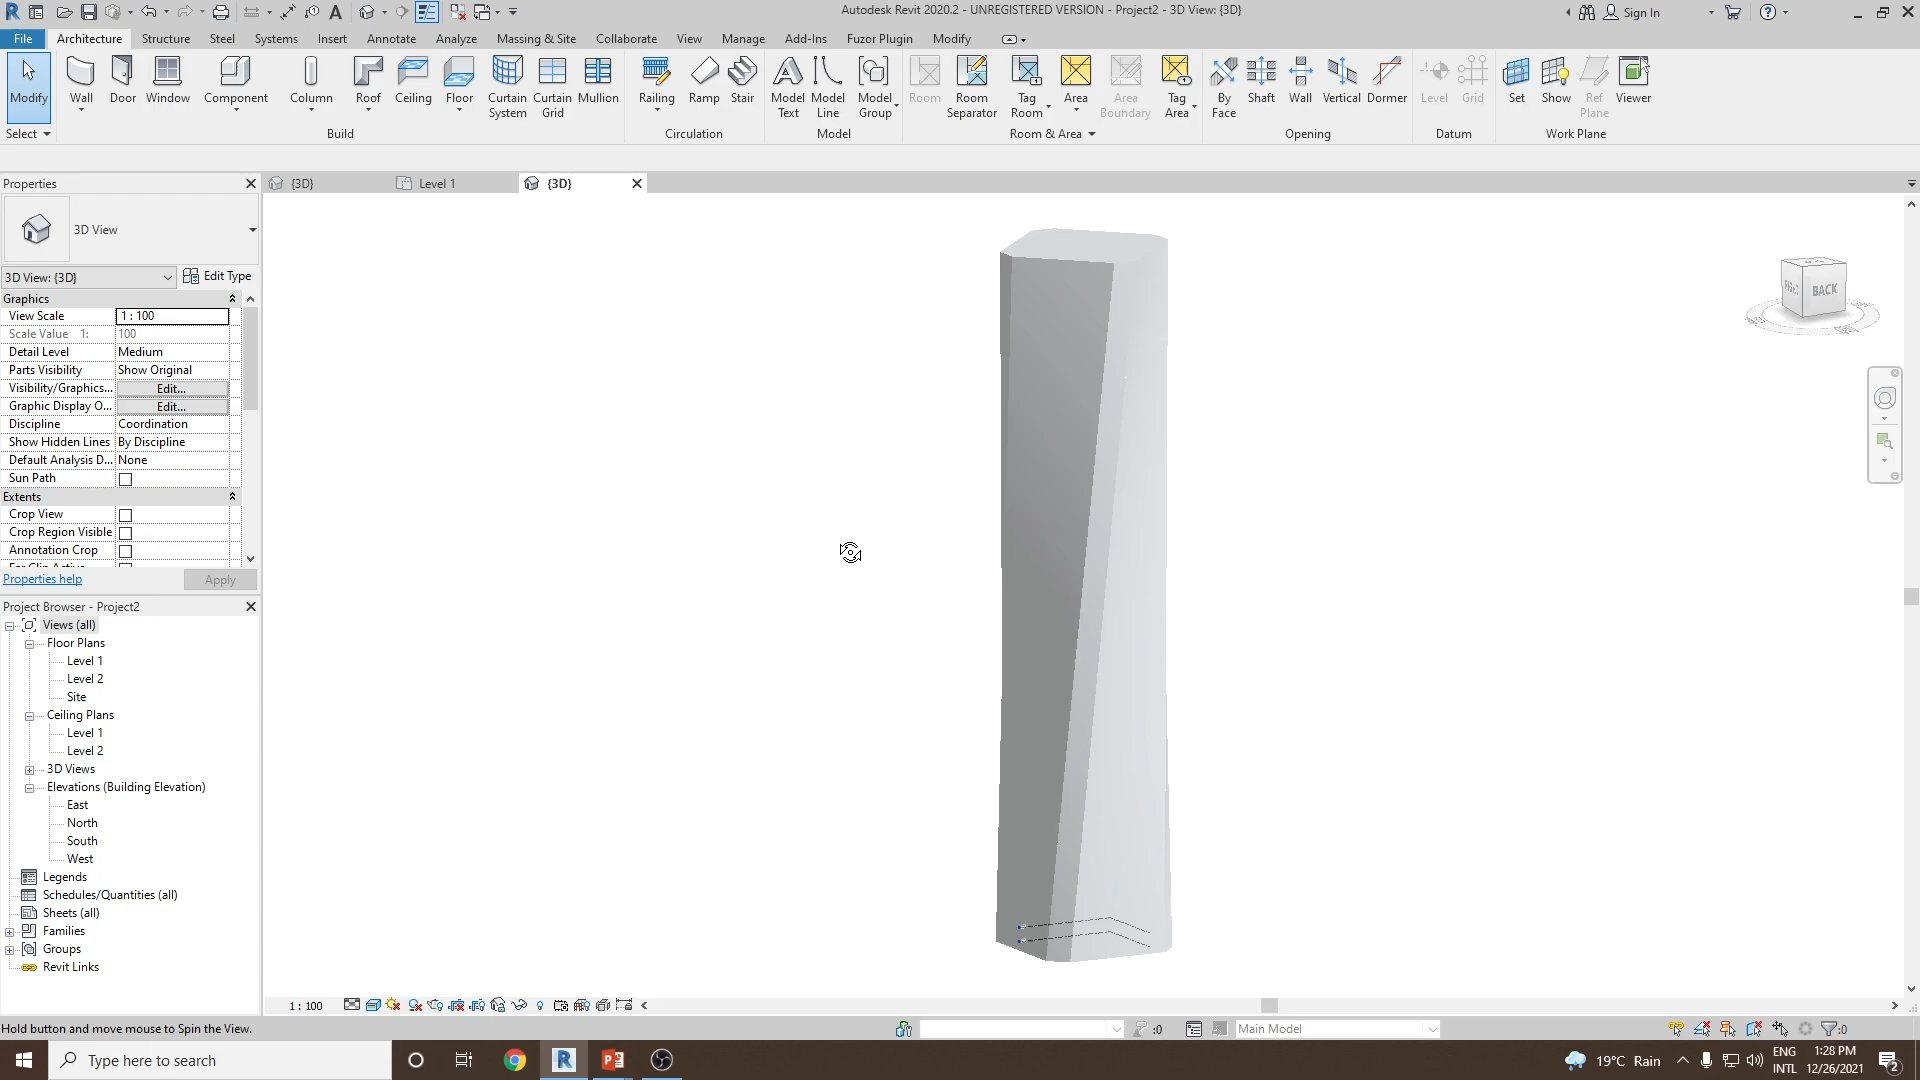 Autodesk Revit 2020.2 - UNREGISTERED VERSION - Project2 - 3D View: {3D}
Sign In
File Architecture Structure Steel Systems Insert Annotate Analyze Massing & Site Collaborate View Manage Add-Ins Fuzor Plugin Modify
Modify Wall Door Window Component Column Roof Ceiling Floor Curtain System Curtain Grid Mullion Railing Ramp Stair Model Text Model Line Model Group Room Room Separator Tag Room Area Area Boundary Tag Area By Face Shaft Wall Vertical Dormer Level Grid Set Show Ref Plane Viewer
Select Build Circulation Model Room & Area Opening Datum Work Plane
Properties
{3D} Level 1 {3D}
3D View
3D View: {3D} Edit Type
Graphics
View Scale 1 : 100
Scale Value 1: 100
Detail Level Medium
Parts Visibility Show Original
Visibility/Graphics... Edit...
Graphic Display O... Edit...
Discipline Coordination
Show Hidden Lines By Discipline
Default Analysis D... None
Sun Path
Extents
Crop View
Crop Region Visible
Annotation Crop
Properties help Apply
BACK
Project Browser - Project2
Views (all)
Floor Plans
Level 1
Level 2
Site
Ceiling Plans
Level 1
Level 2
3D Views
Elevations (Building Elevation)
East
North
South
West
Legends
Schedules/Quantities (all)
Sheets (all)
Families
Groups
Revit Links
1 : 100
Hold button and move mouse to Spin the View.
:0
Main Model
:0
Type here to search
19°C Rain
ENG
INTL
1:28 PM
12/26/2021
2